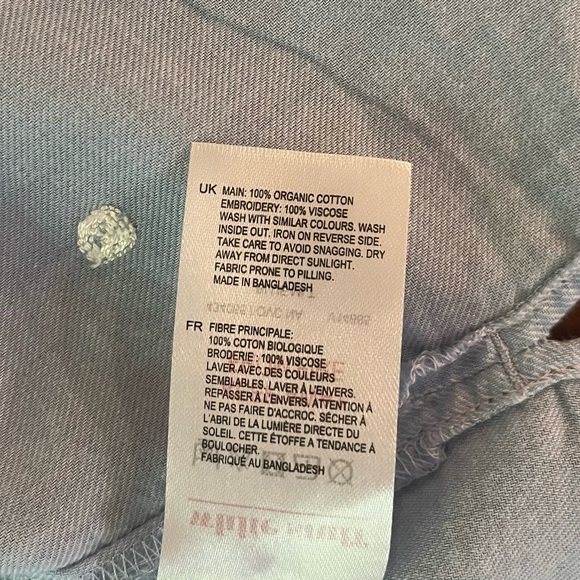 UK MAIN: 100% ORGANIC COTTON
EMBROIDERY: 100% VISCOSE
WASH WITH SIMILAR COLOURS. WASH
INSIDE OUT. IRON ON REVERSE SIDE.
TAKE CARE TO AVOID SNAGGING. DRY
AWAY FROM DIRECT SUNLIGHT.
FABRIC PRONE TO PILLING.
MADE IN BANGLADESH
FR FIBRE PRINCIPALE:
100% COTON BIOLOGIQUE
BRODERIE : 100% VISCOSE
LAVER AVEC DES COULEURS
SEMBLABLES. LAVER À L'ENVERS.
REPASSER À L'ENVERS. ATTENTION À
NE PAS FAIRE D'ACCROC. SÉCHER À
L'ABRI DE LA LUMIÈRE DIRECTE DU
SOLEIL. CETTE ÉTOFFE A TENDANCE À
BOULOCHER.
FABRIQUÉ AU BANGLADESH